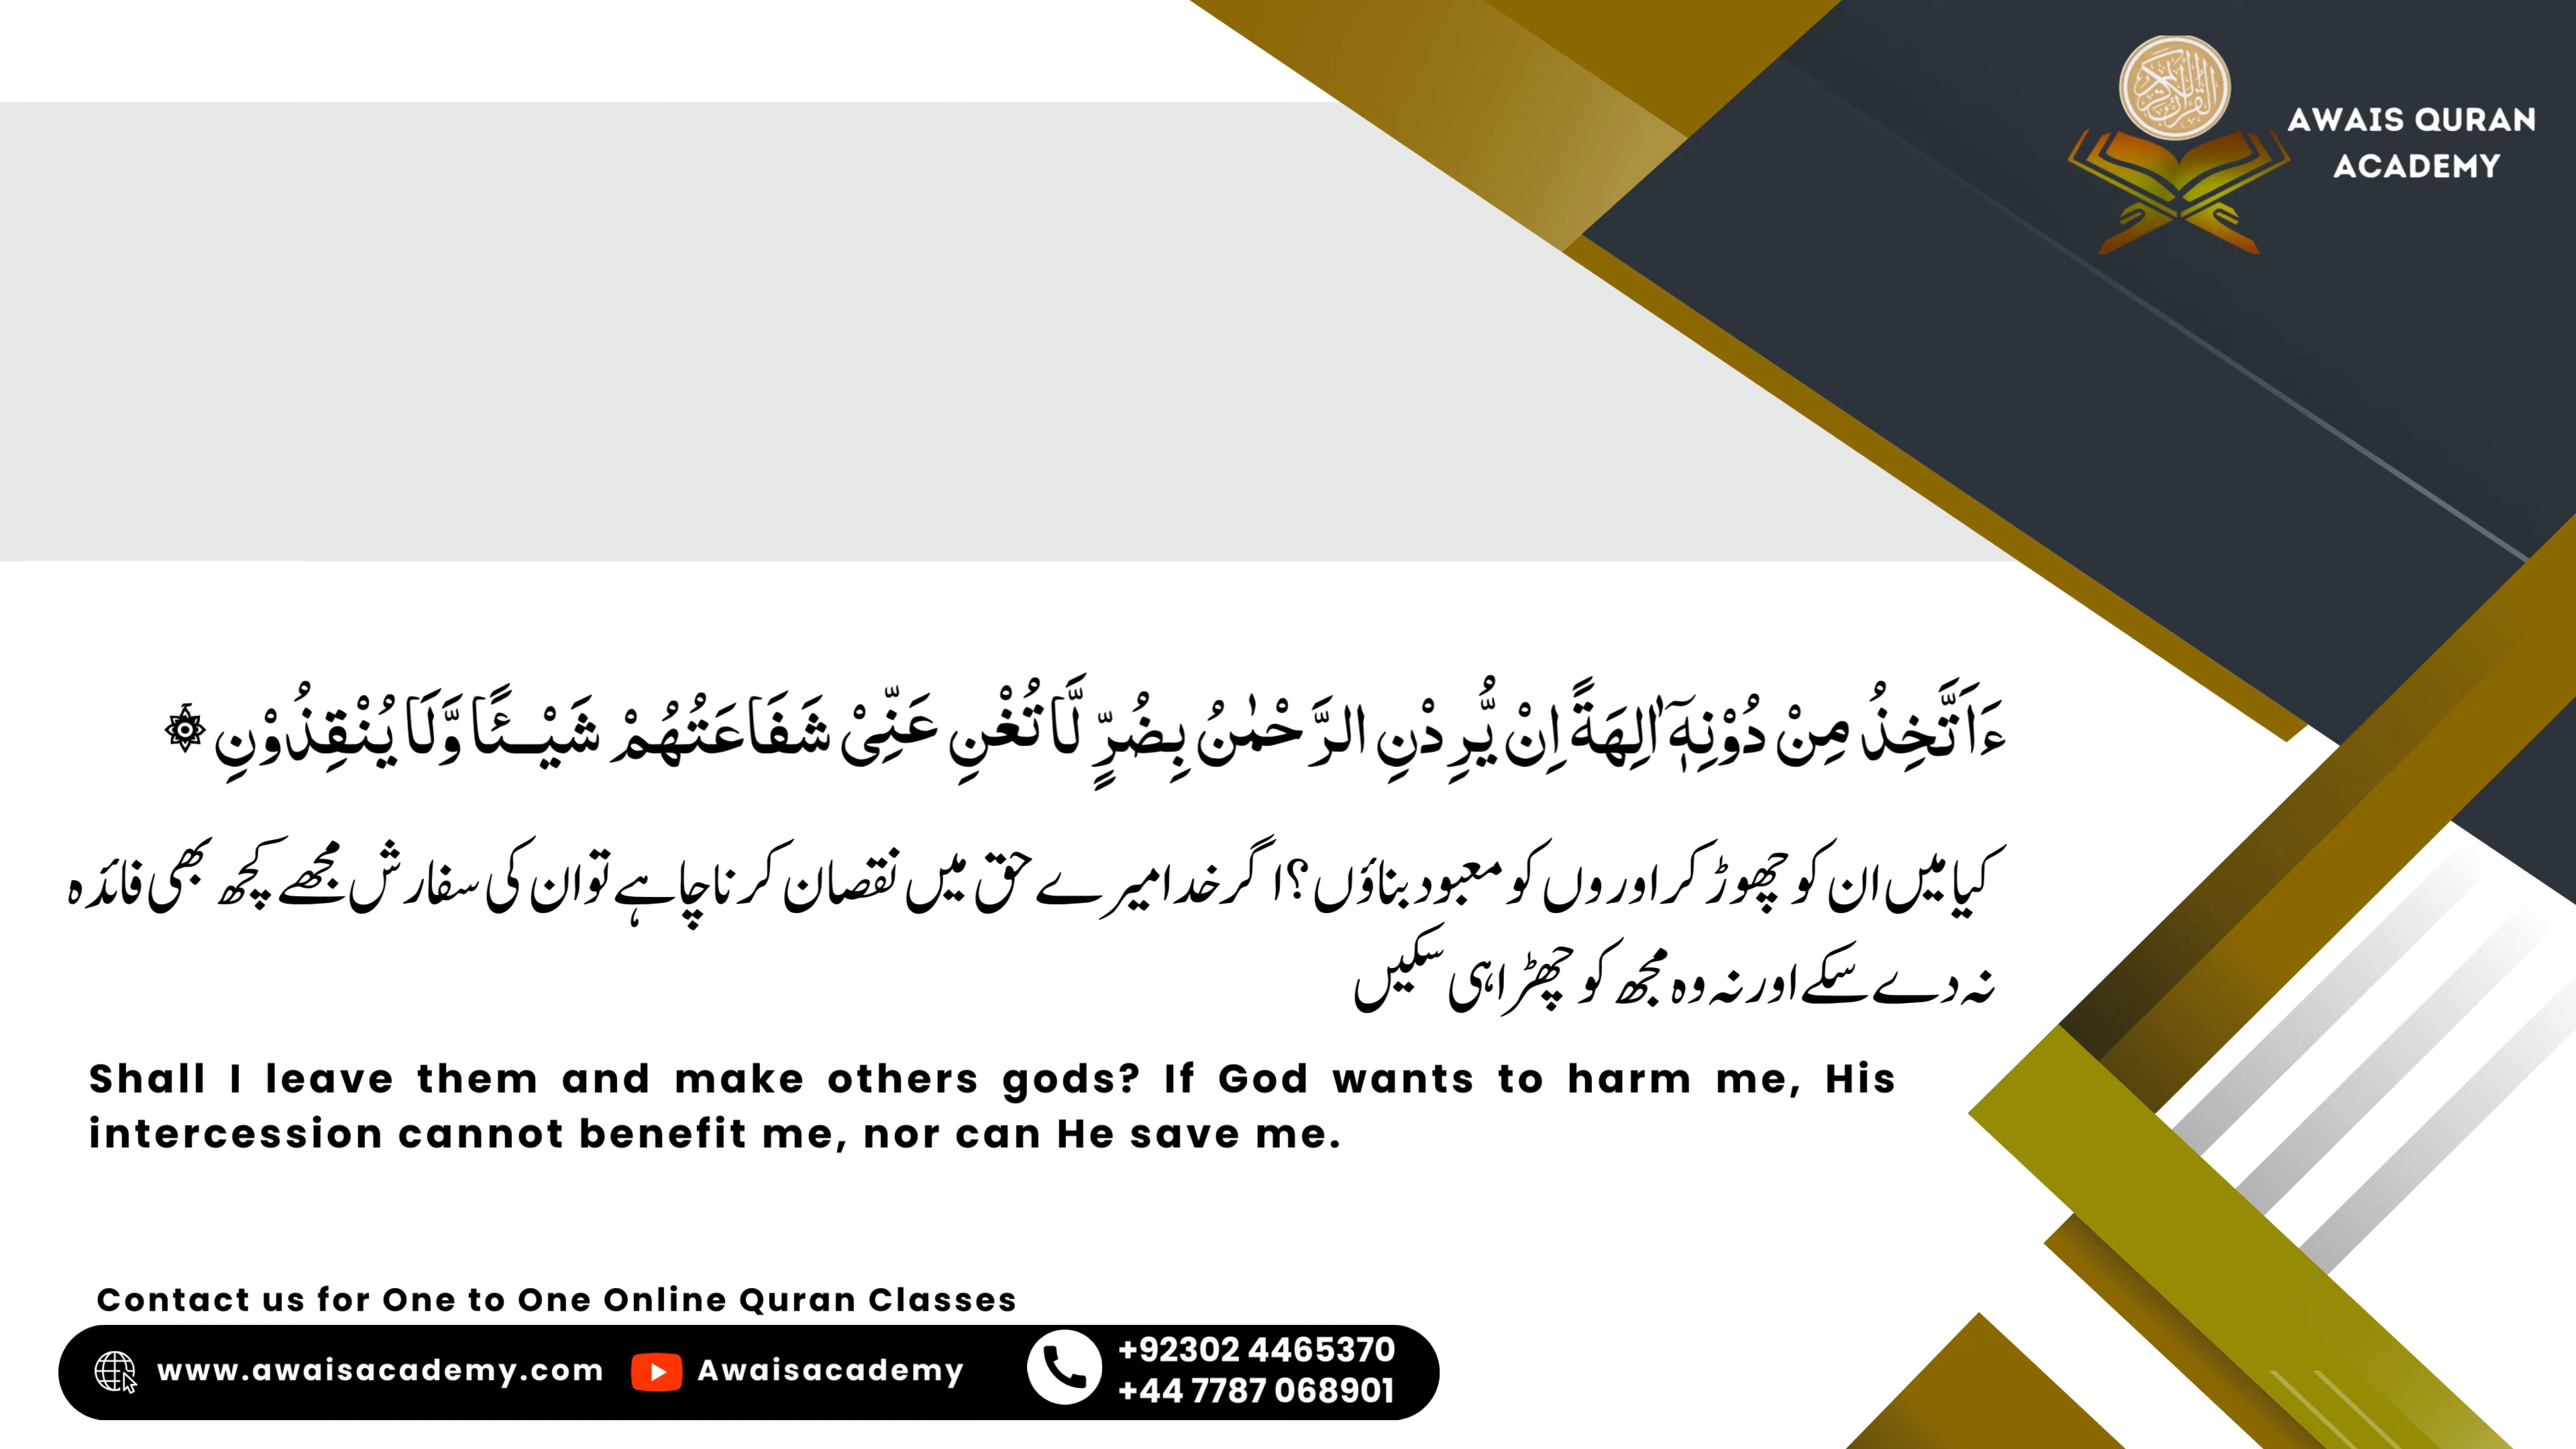 AWAIS QURAN
ACADEMY
ءَاَتَّخِذُ مِنْ دُوْنِهٖۤ اٰلِهَةً اِنْ يُّرِدْنِ الرَّحْمٰنُ بِضُرٍّ لَّا تُغْنِ عَنِّىْ شَفَاعَتُهُمْ شَيْــئًا وَّلَا يُنْقِذُوْنِ‌ۚ
کیا میں ان کو چھوڑ کر اوروں کو معبود بناؤں؟ اگر خدا میرے حق میں نقصان کرنا چاہے تو ان کی سفارش مجھے کچھ بھی فائدہ
نہ دے سکے اور نہ وہ مجھ کو چھڑا ہی سکیں
Shall I leave them and make others gods? If God wants to harm me, His
intercession cannot benefit me, nor can He save me.
Contact us for One to One Online Quran Classes
www.awaisacademy.com Awaisacademy
+92302 4465370
+44 7787 068901